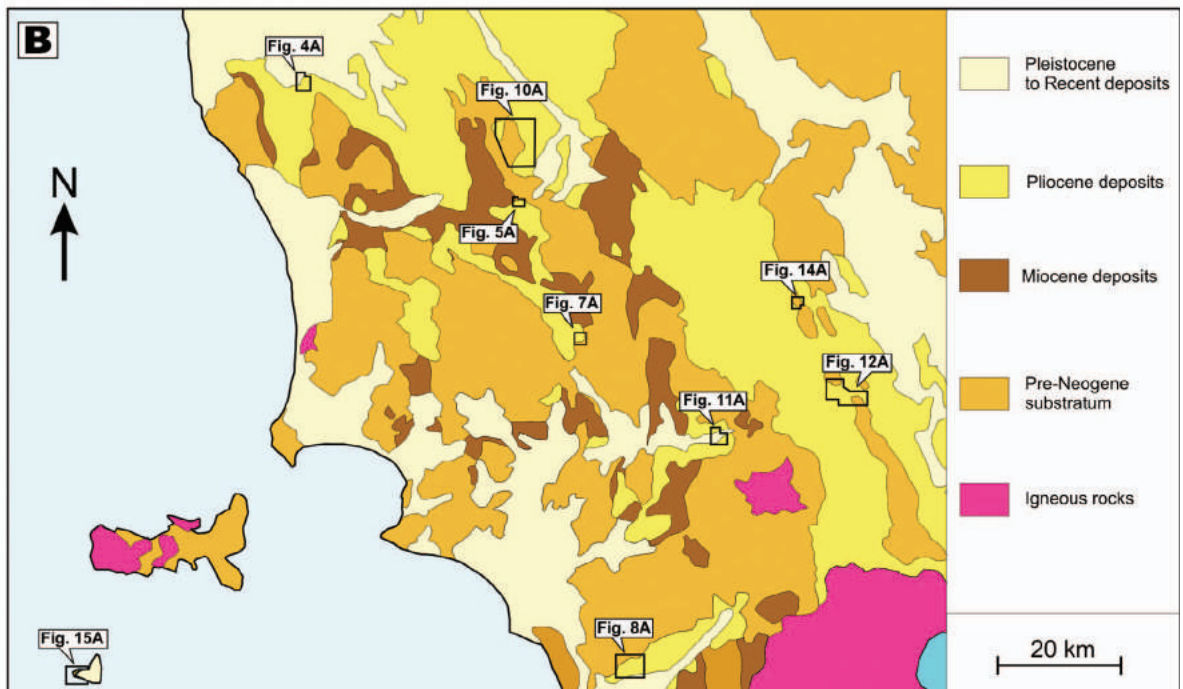 B
Fig. 4A
Fig. 10A
N
Fig. 5A
Fig. 14A
Fig. 7A
Fig. 12A
Fig. 11A
Fig. 15A
Fig. 8A
Pleistocene
to Recent deposits
Pliocene deposits
Miocene deposits
Pre-Neogene
substratum
Igneous rocks
20 km